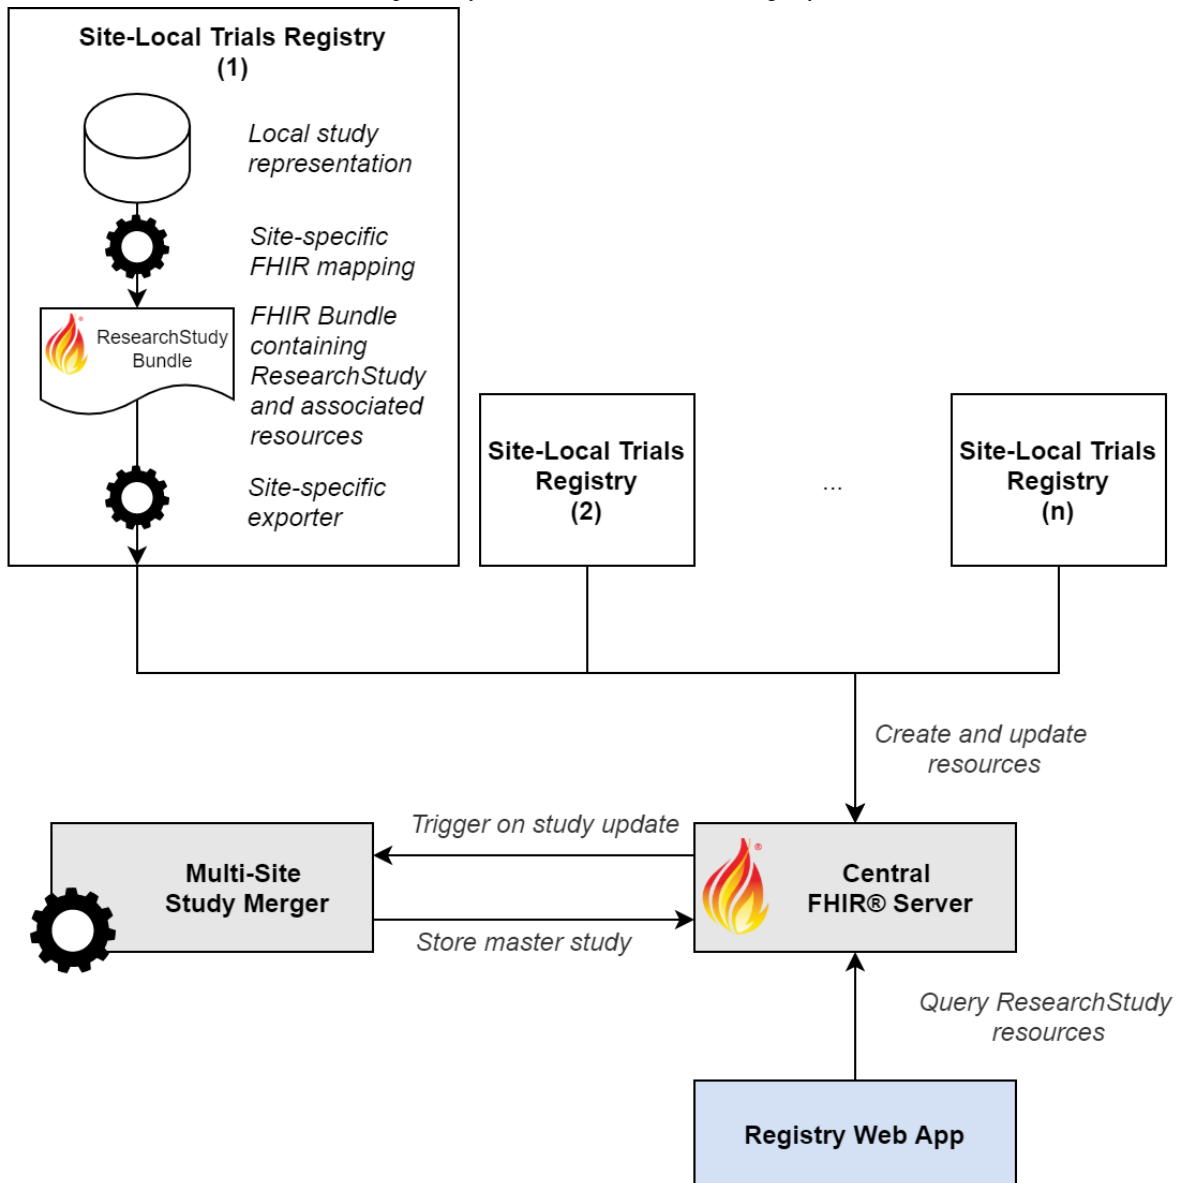 Site-Local Trials Registry
(1)
Local study
representation
Site-specific
FHIR mapping
ResearchStudy
Bundle
FHIR Bundle
containing
ResearchStudy
and associated
resources
Site-specific
exporter
Site-Local Trials
Registry
(2)
...
Site-Local Trials
Registry
(n)
Create and update
resources
Trigger on study update
Multi-Site
Study Merger
Store master study
Central
FHIR® Server
Query ResearchStudy
resources
Registry Web App